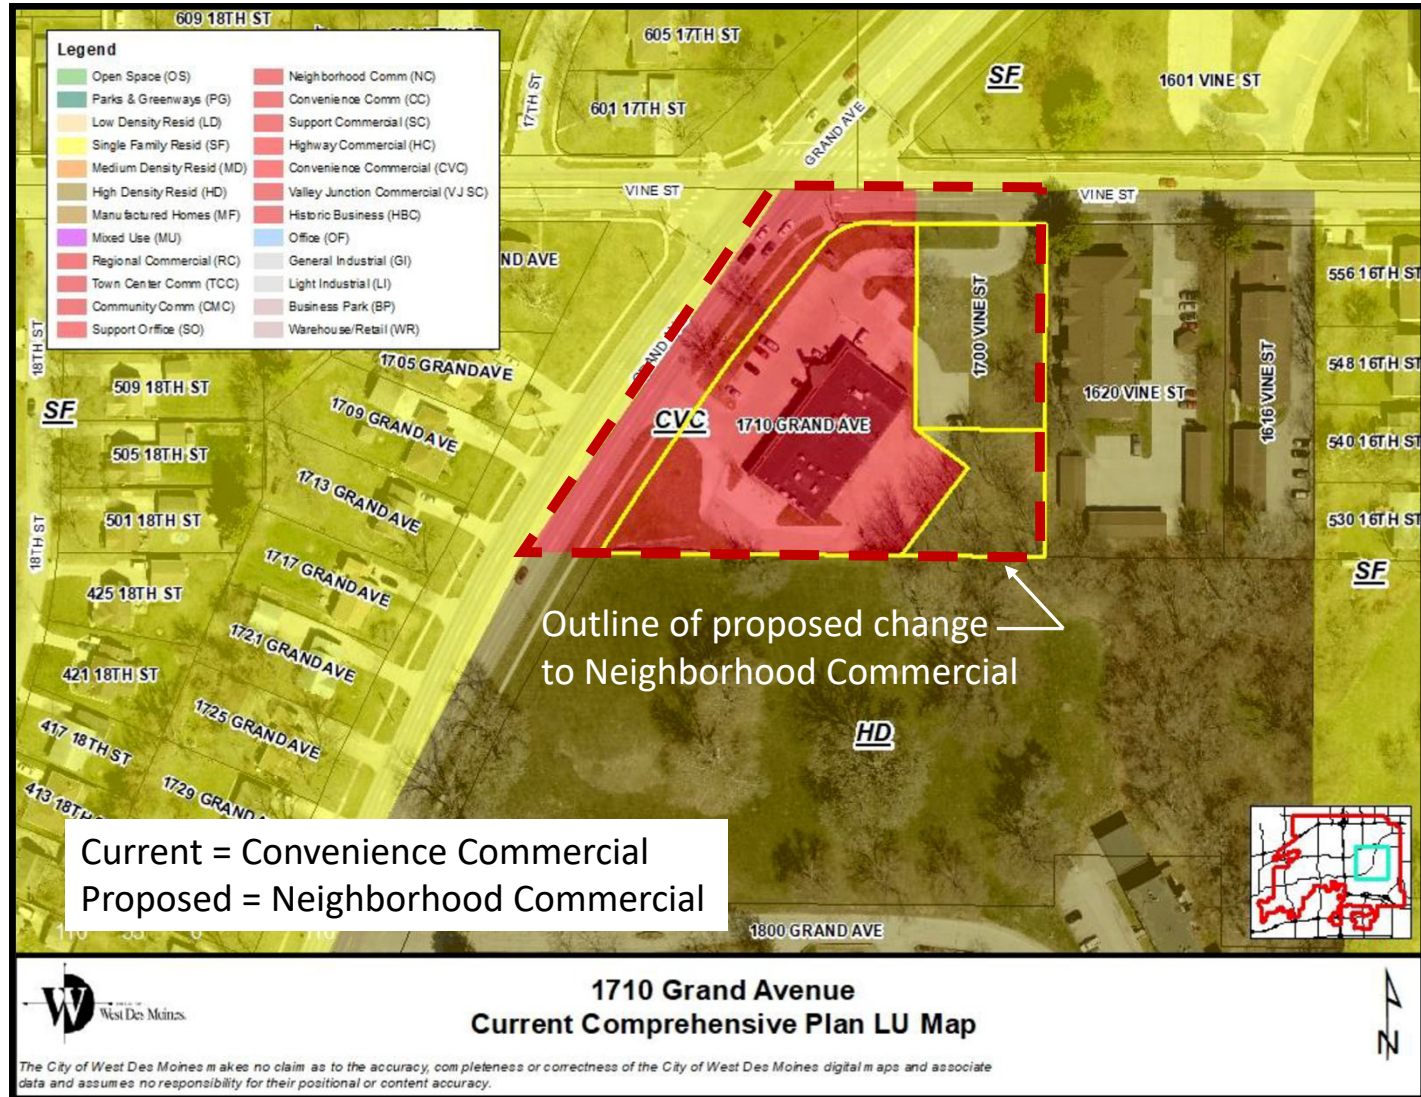 609 18TH ST
605 17TH ST
601 17TH ST
17TH ST
SF
1601 VINE ST
GRAND AVE
Legend
Open Space (OS)
Parks & Greenways (PG)
Low Density Resid (LD)
Single Family Resid (SF)
Medium Density Resid (MD)
High Density Resid (HD)
Manufactured Homes (MF)
Mixed Use (MU)
Regional Commercial (RC)
Town Center Comm (TCC)
Community Comm (CMC)
Support Orffice (SO)
Neighborhood Comm (NC)
Convenience Comm (CC)
Support Commercial (SC)
Highway Commercial (HC)
Convenience Commercial (CVC)
Valley Junction Commercial (VJ SC)
Historic Business (HBC)
Office (OF)
General Industrial (GI)
Light Industrial (LI)
Business Park (BP)
Warehouse/Retail (WR)
VINE ST
VINE ST
ND AVE
1700 VINE ST
556 16TH ST
18TH ST
1705 GRAND AVE
548 16TH ST
509 18TH ST
1709 GRAND AVE
1620 VINE ST
1616 VINE ST
SF
CVC
1710 GRAND AVE
505 18TH ST
540 16TH ST
1713 GRAND AVE
501 18TH ST
530 16TH ST
18TH ST
1717 GRAND AVE
SF
425 18TH ST
Outline of proposed change
to Neighborhood Commercial
1721 GRAND AVE
421 18TH ST
1725 GRAND AVE
417 18TH ST
HD
1729 GRAND
413 18TH
Current = Convenience Commercial
Proposed = Neighborhood Commercial
1800 GRAND AVE
W
West Des Moines
1710 Grand Avenue
Current Comprehensive Plan LU Map
N
The City of West Des Moines makes no claim as to the accuracy, completeness or correctness of the City of West Des Moines digital maps and associate
data and assumes no responsibility for their positional or content accuracy.